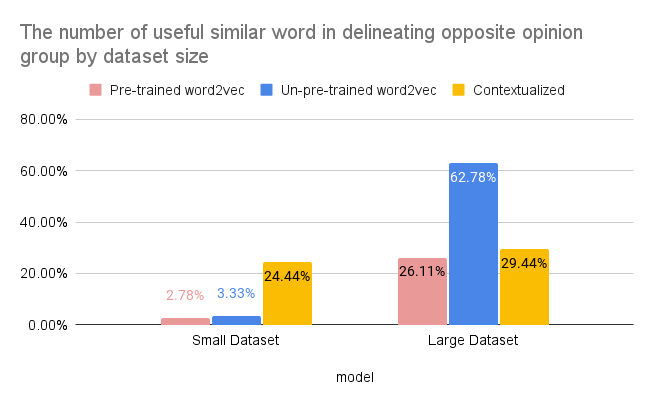 The number of useful similar word in delineating opposite opinion
group by dataset size
Pre-trained word2vec Un-pre-trained word2vec Contextualized
80.00%
60.00%
40.00%
20.00%
0.00%
2.78%
3.33%
24.44%
26.11%
62.78%
29.44%
Small Dataset Large Dataset
model